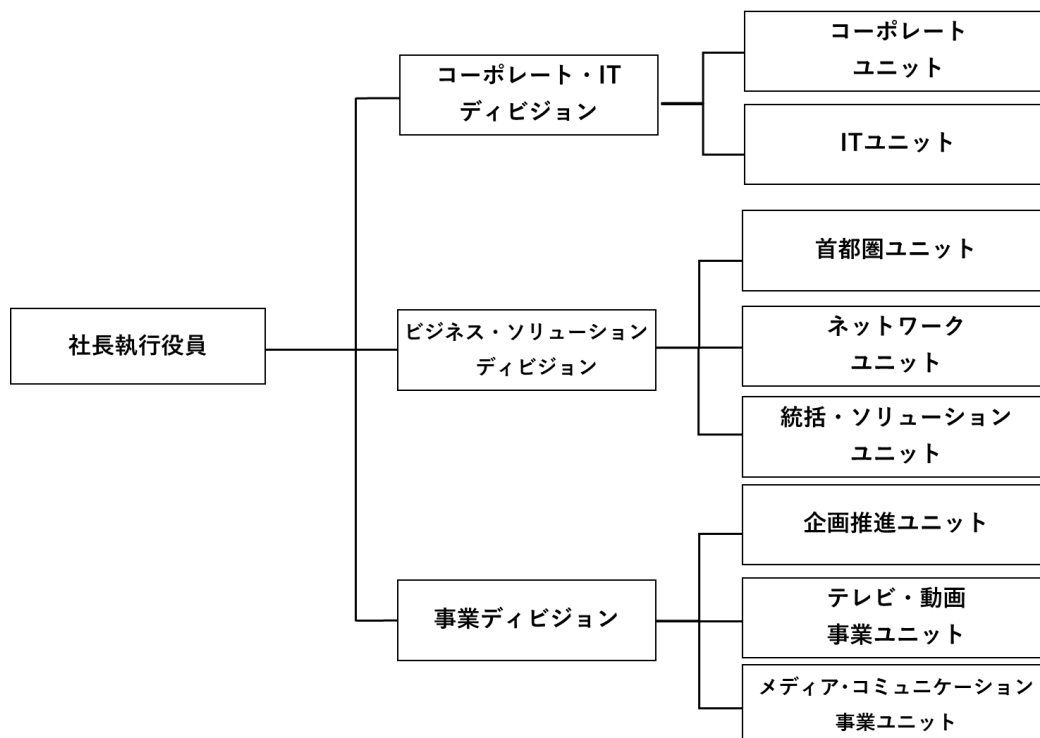 コーポレート
ユニット
コーポレート・IT
ディビジョン
ITユニット
首都圏ユニット
社長執行役員
ビジネス・ソリューション
ディビジョン
ネットワーク
ユニット
統括・ソリューション
ユニット
企画推進ユニット
事業ディビジョン
テレビ・動画
事業ユニット
メディア・コミュニケーション
事業ユニット